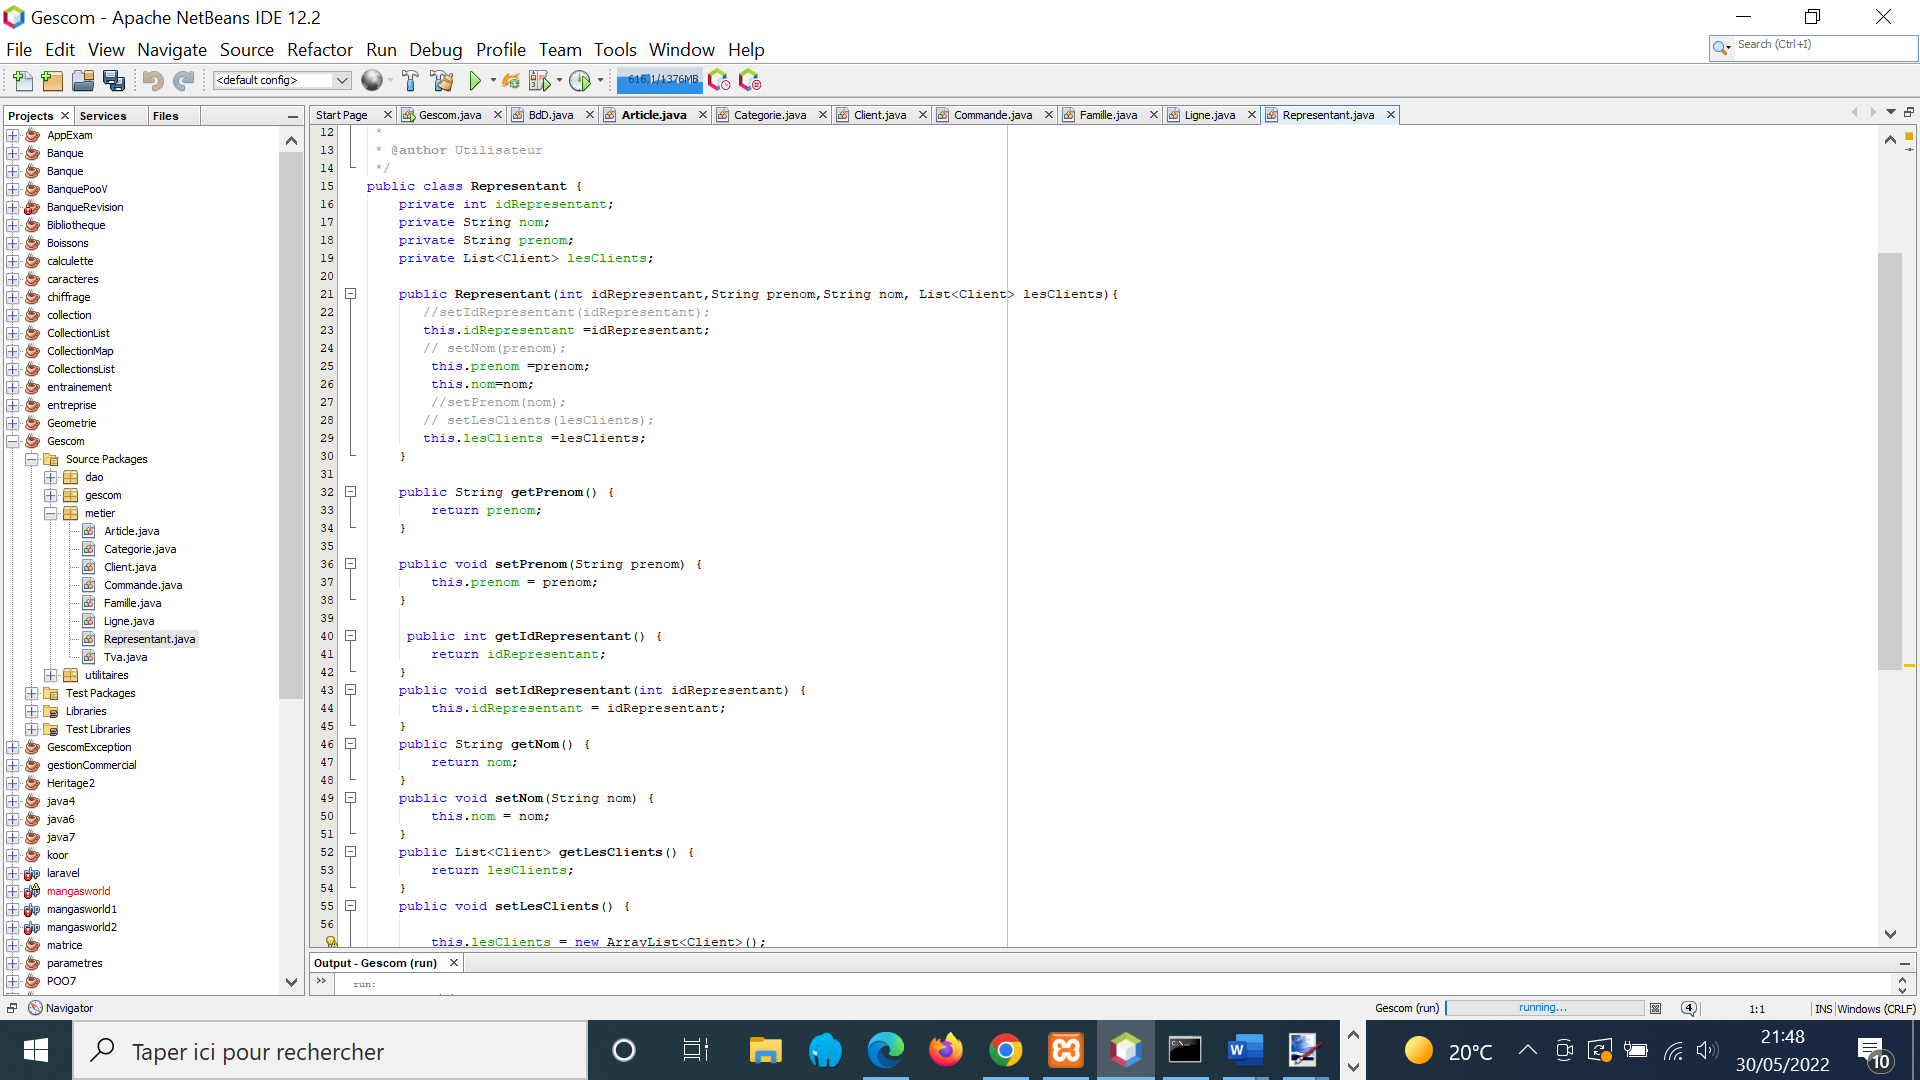 Gescom - Apache NetBeans IDE 12.2
File Edit View Navigate Source Refactor Run Debug Profile Team Tools Window Help
Search (Ctrl+I)
<default config>
616,1/1376MB
Projects Services Files
Start Page Gescom.java BdD.java Article.java Categorie.java Client.java Commande.java Famille.java Ligne.java Representant.java
AppExam
Banque
Banque
BanquePooV
BanqueRevision
Bibliotheque
Boissons
calculette
caracteres
chiffrage
collection
CollectionList
CollectionMap
CollectionsList
entrainement
entreprise
Geometrie
Gescom
Source Packages
dao
gescom
metier
Article.java
Categorie.java
Client.java
Commande.java
Famille.java
Ligne.java
Representant.java
Tva.java
utilitaires
Test Packages
Libraries
Test Libraries
GescomException
gestionCommercial
Heritage2
java4
java6
java7
koor
laravel
mangasworld
mangasworld1
mangasworld2
matrice
parametres
POO7
12 *
13 * @author Utilisateur
14 */
15 public class Representant {
16 private int idRepresentant;
17 private String nom;
18 private String prenom;
19 private List<Client> lesClients;
20
21 public Representant(int idRepresentant,String prenom,String nom, List<Client> lesClients){
22 //setIdRepresentant(idRepresentant);
23 this.idRepresentant =idRepresentant;
24 // setNom(prenom);
25 this.prenom =prenom;
26 this.nom=nom;
27 //setPrenom(nom);
28 // setLesClients(lesClients);
29 this.lesClients =lesClients;
30 }
31
32 public String getPrenom() {
33 return prenom;
34 }
35
36 public void setPrenom(String prenom) {
37 this.prenom = prenom;
38 }
39
40 public int getIdRepresentant() {
41 return idRepresentant;
42 }
43 public void setIdRepresentant(int idRepresentant) {
44 this.idRepresentant = idRepresentant;
45 }
46 public String getNom() {
47 return nom;
48 }
49 public void setNom(String nom) {
50 this.nom = nom;
51 }
52 public List<Client> getLesClients() {
53 return lesClients;
54 }
55 public void setLesClients() {
56
this.lesClients = new ArrayList<Client>();
Output - Gescom (run)
run:
Navigator
Gescom (run) running... 4 1:1 INS Windows (CRLF)
Taper ici pour rechercher
20°C
21:48
30/05/2022
10